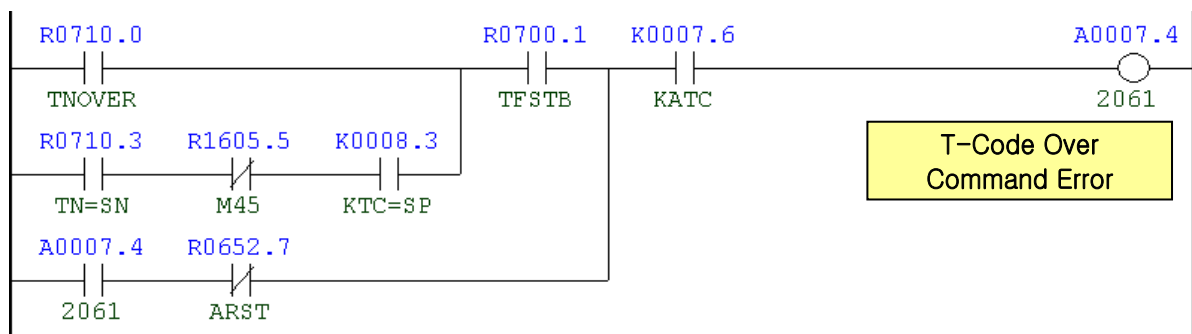 R0710.0 R0700.1 K0007.6 A0007.4
TNOVER TFSTB KATC 2061
R0710.3 R1605.5 K0008.3
TN=SN M45 KTC=SP
T-Code Over
Command Error
A0007.4 R0652.7
2061 ARST